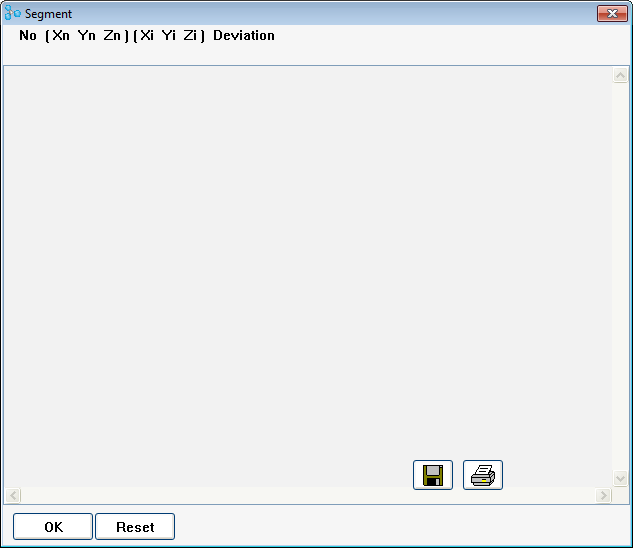 Segment
No (Xn Yn Zn) (Xi Yi Zi) Deviation
OK
Reset